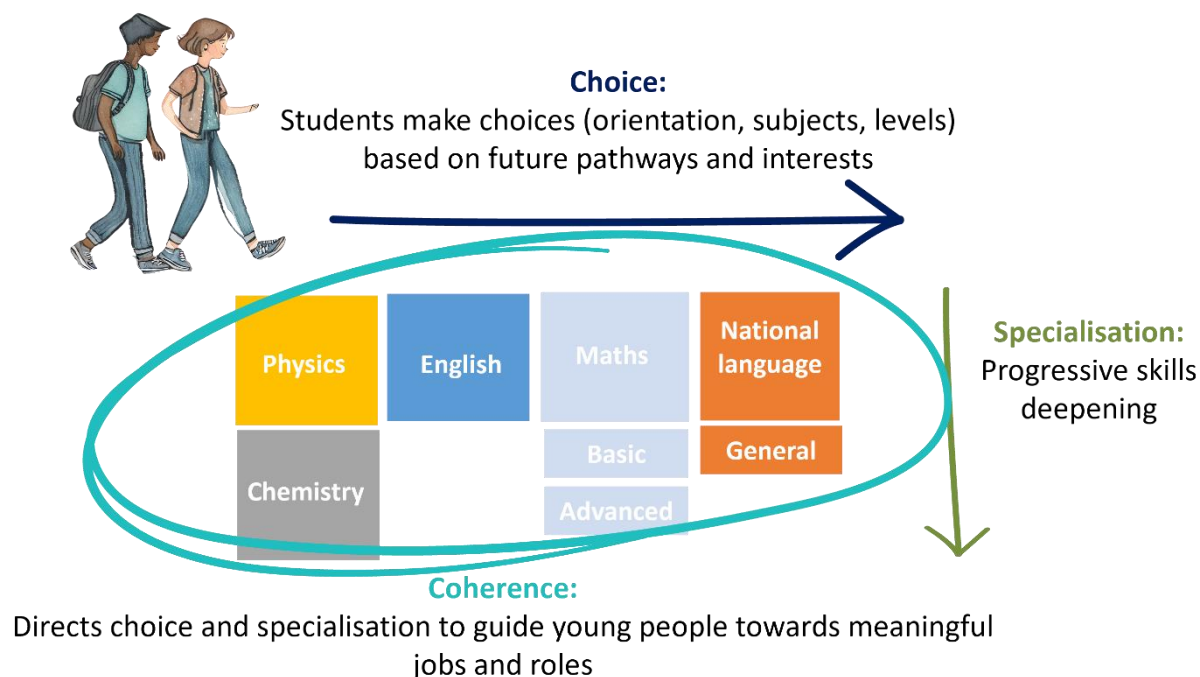 Choice:
Students make choices (orientation, subjects, levels)
based on future pathways and interests
Physics
English
Maths
National
language
Specialisation:
Progressive skills
deepening
Chemistry
Basic
General
Advanced
Coherence:
Directs choice and specialisation to guide young people towards meaningful
jobs and roles